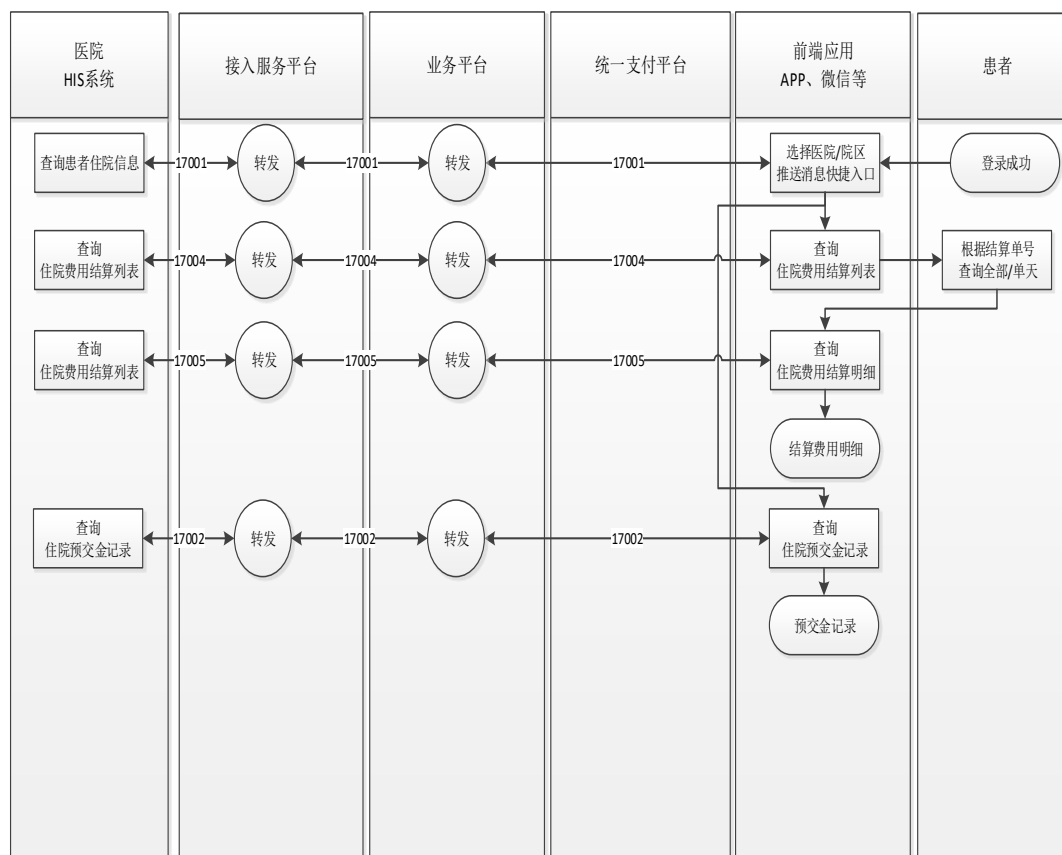 医院
HIS系统
接入服务平台
业务平台
统一支付平台
前端应用
APP、微信等
患者
查询患者住院信息
17001
转发
17001
转发
17001
选择医院/院区
推送消息快捷入口
登录成功
查询
住院费用结算列表
17004
转发
17004
转发
17004
查询
住院费用结算列表
根据结算单号
查询全部/单天
查询
住院费用结算列表
17005
转发
17005
转发
17005
查询
住院费用结算明细
结算费用明细
查询
住院预交金记录
17002
转发
17002
转发
17002
查询
住院预交金记录
预交金记录